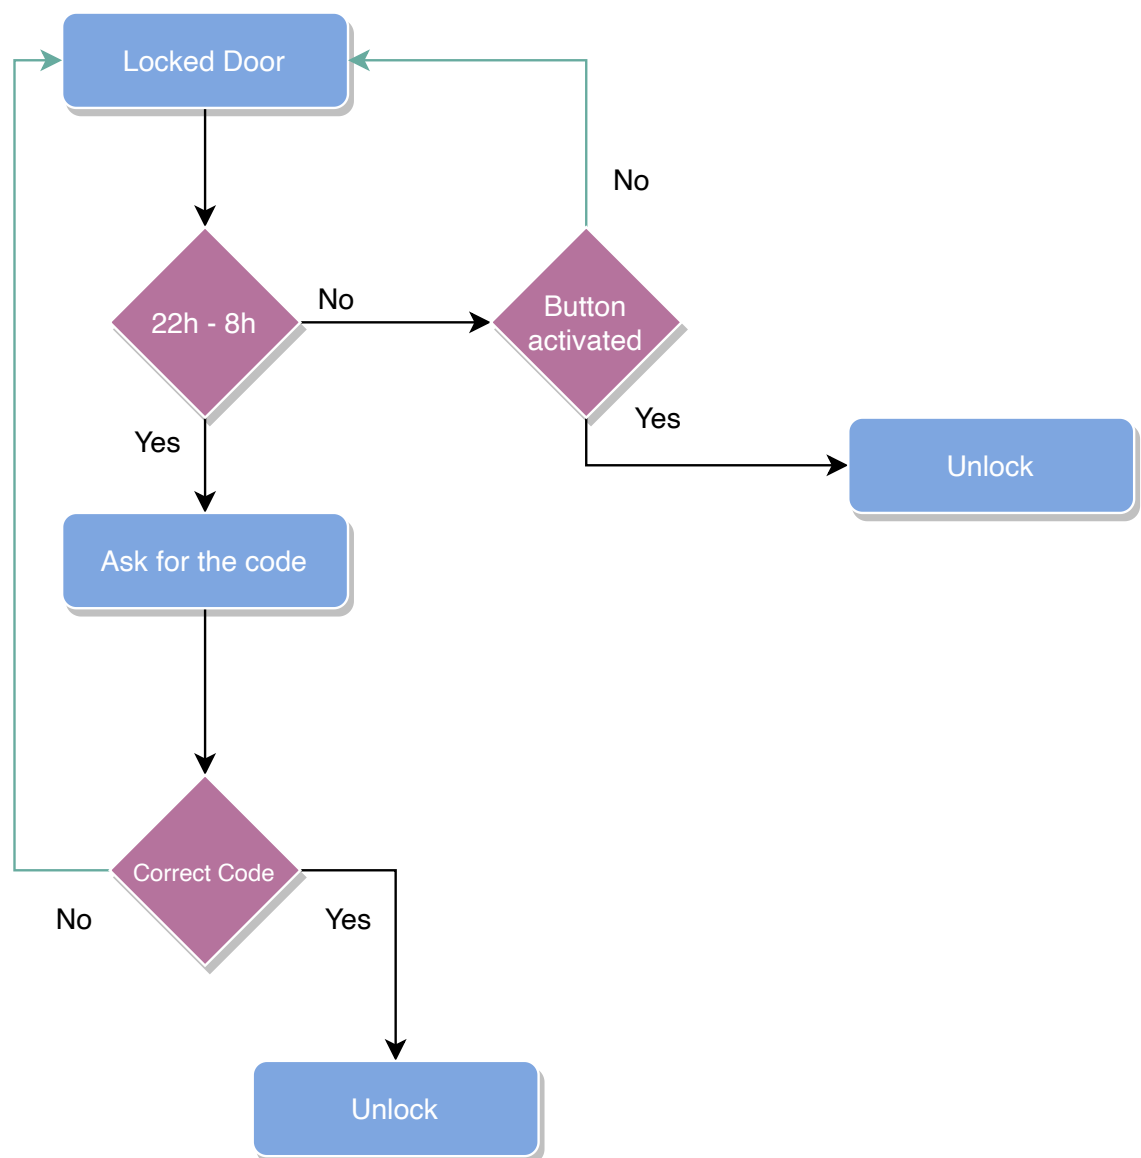 Locked Door
No
22h - 8h
No
Button
activated
Yes
Yes
Unlock
Ask for the code
Correct Code
No
Yes
Unlock